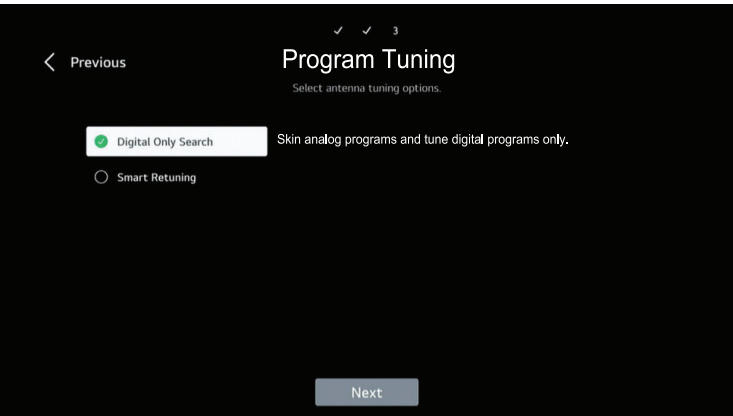 3
Previous
Program Tuning
Select antenna tuning options.
Digital Only Search
Skin analog programs and tune digital programs only.
Smart Retuning
Next